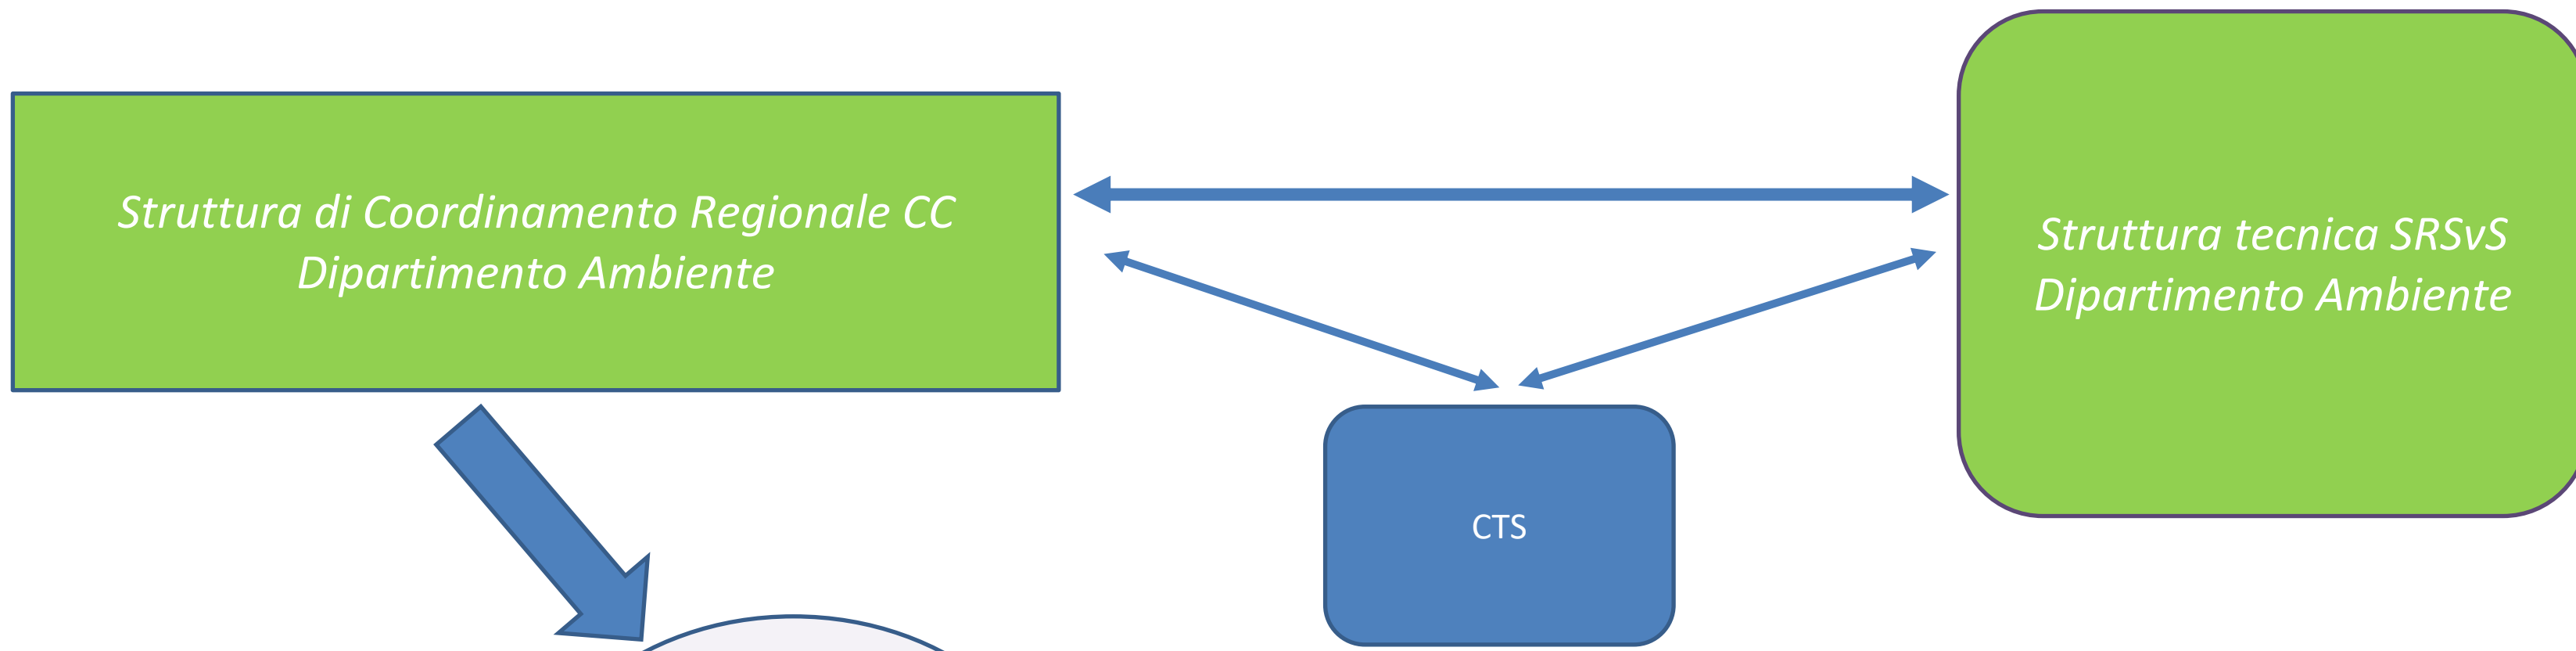 Struttura di Coordinamento Regionale CC
Dipartimento Ambiente
Struttura tecnica SRSvS
Dipartimento Ambiente
CTS